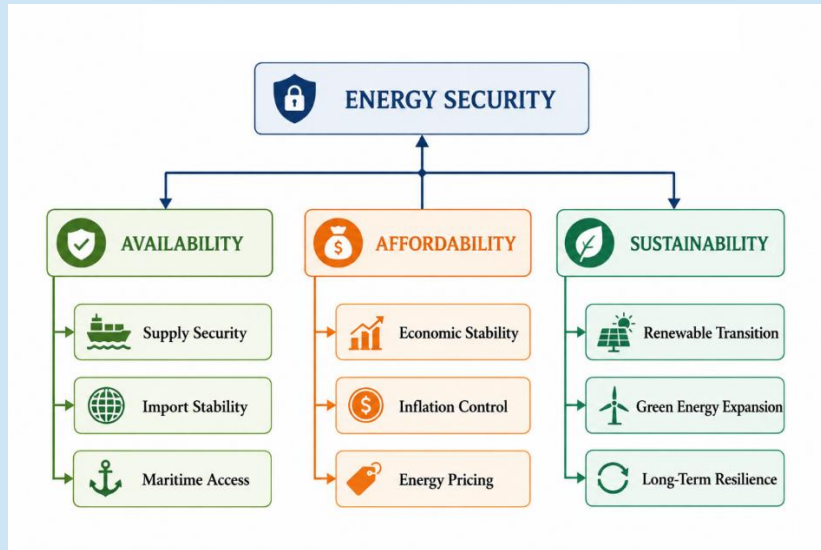 ENERGY SECURITY
AVAILABILITY
Supply Security
Import Stability
Maritime Access
AFFORDABILITY
Economic Stability
Inflation Control
Energy Pricing
SUSTAINABILITY
Renewable Transition
Green Energy Expansion
Long-Term Resilience